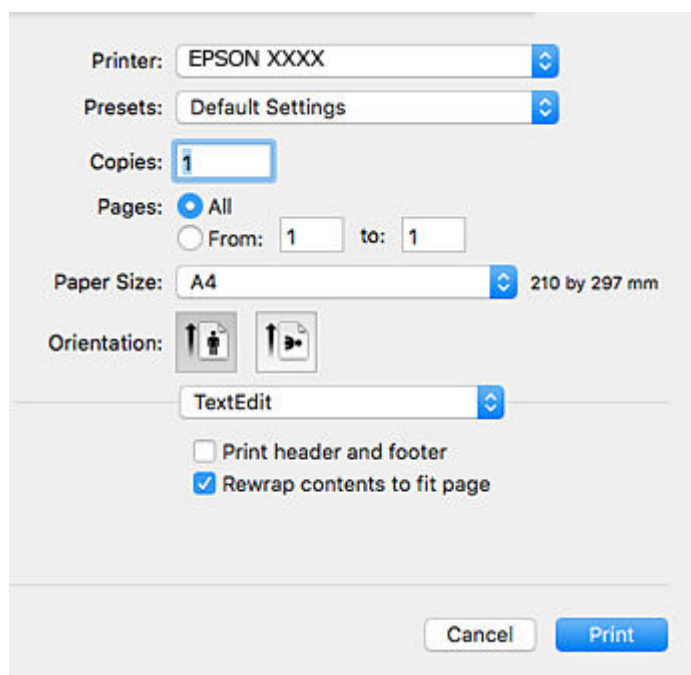 Printer: EPSON XXXX
Presets: Default Settings
Copies: 1
Pages: All
From: 1 to: 1
Paper Size: A4 210 by 297 mm
Orientation:
TextEdit
Print header and footer
Rewrap contents to fit page
Cancel Print